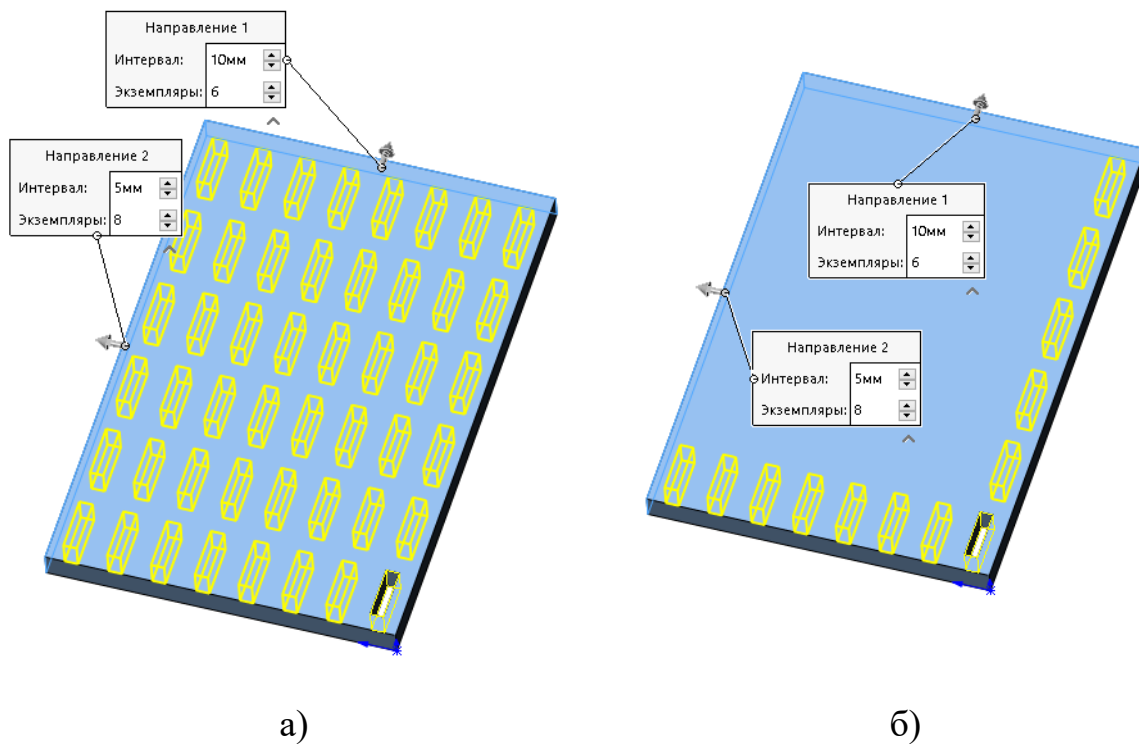 Направление 1
Интервал: 10мм
Экземпляры: 6
Направление 2
Интервал: 5мм
Экземпляры: 8
Направление 1
Интервал: 10мм
Экземпляры: 6
Направление 2
Интервал: 5мм
Экземпляры: 8
а) б)